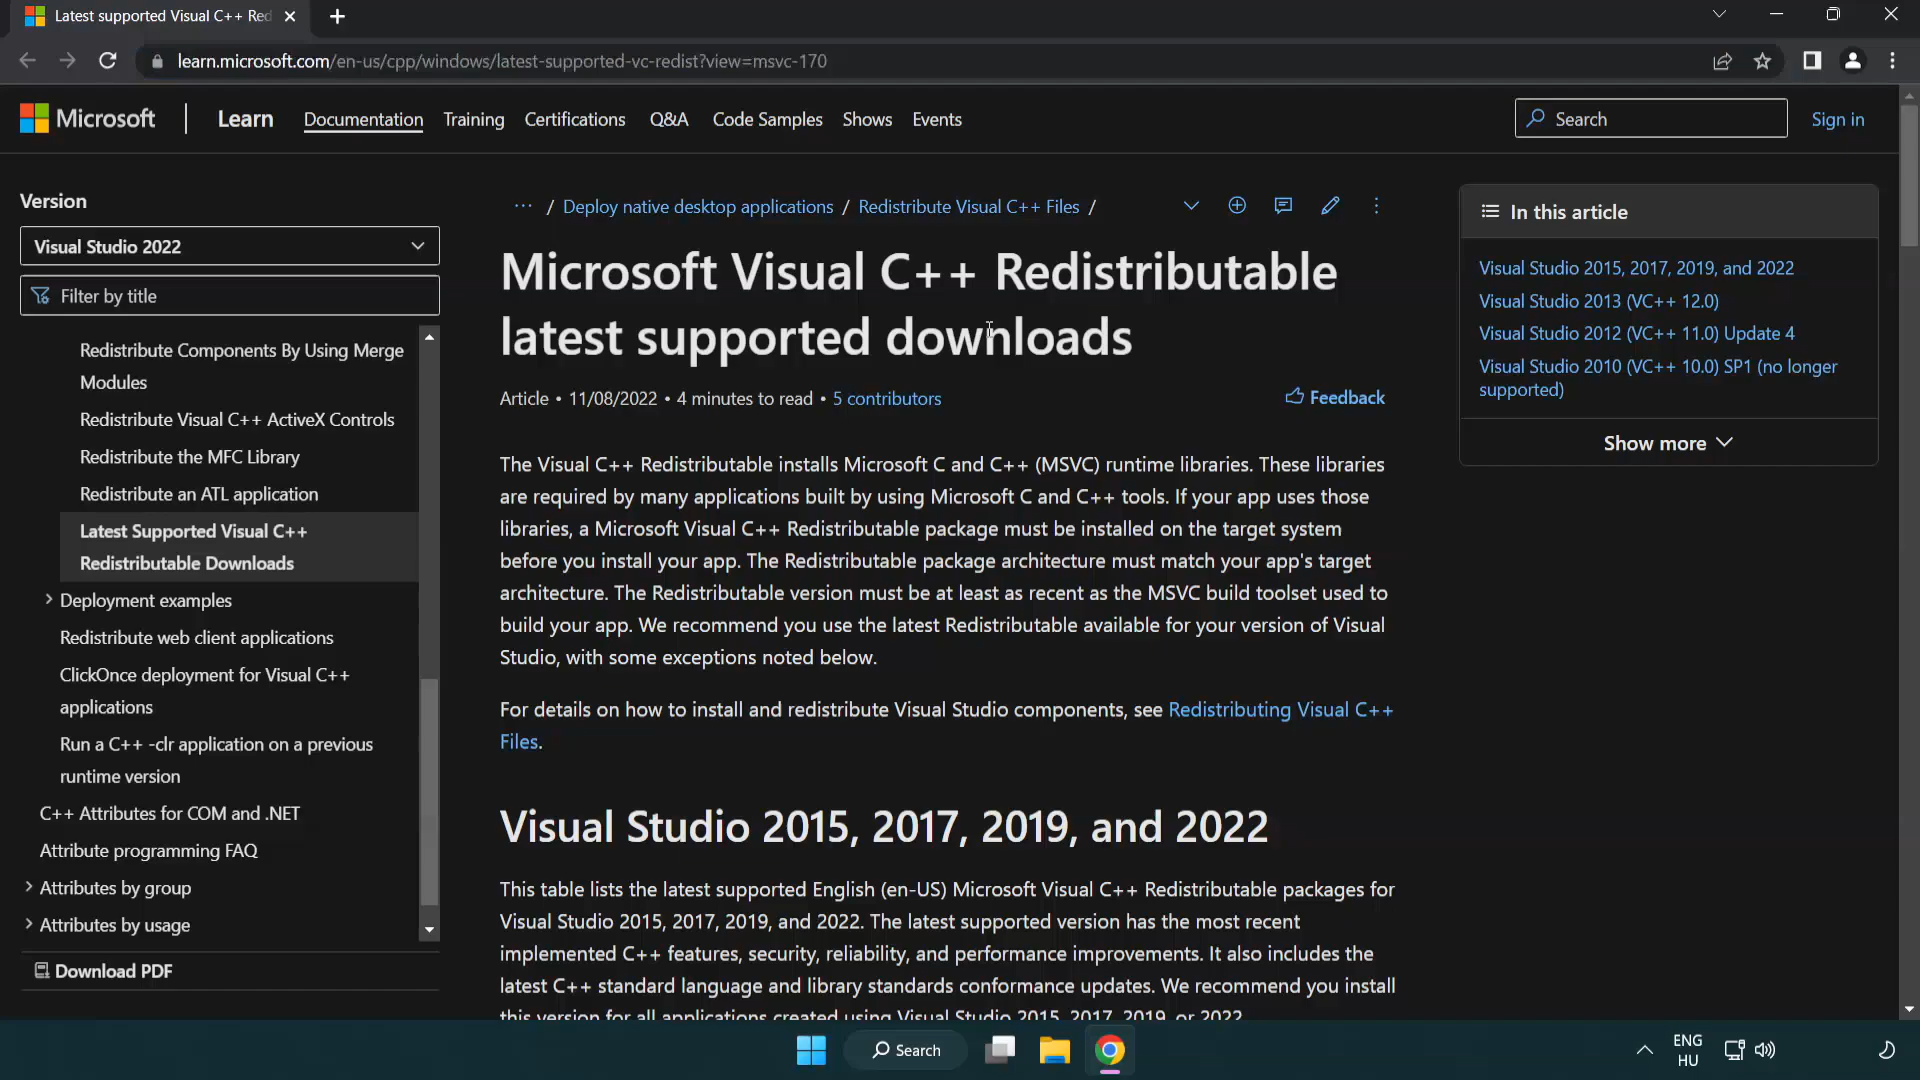 Latest supported Visual C++ Red
learn.microsoft.com/en-us/cpp/windows/latest-supported-vc-redist?view=msvc-170
Microsoft
Learn
Documentation
Training
Certifications
Q&A
Code Samples
Shows
Events
Search
Sign in
Version
Visual Studio 2022
Filter by title
Redistribute Components By Using Merge
Modules
Redistribute Visual C++ ActiveX Controls
Redistribute the MFC Library
Redistribute an ATL application
Latest Supported Visual C++
Redistributable Downloads
Deployment examples
Redistribute web client applications
ClickOnce deployment for Visual C++
applications
Run a C++ -clr application on a previous
runtime version
C++ Attributes for COM and .NET
Attribute programming FAQ
Attributes by group
Attributes by usage
Download PDF
… / Deploy native desktop applications / Redistribute Visual C++ Files /
Microsoft Visual C++ Redistributable
latest supported downloads
Article • 11/08/2022 • 4 minutes to read • 5 contributors
Feedback
The Visual C++ Redistributable installs Microsoft C and C++ (MSVC) runtime libraries. These libraries
are required by many applications built by using Microsoft C and C++ tools. If your app uses those
libraries, a Microsoft Visual C++ Redistributable package must be installed on the target system
before you install your app. The Redistributable package architecture must match your app's target
architecture. The Redistributable version must be at least as recent as the MSVC build toolset used to
build your app. We recommend you use the latest Redistributable available for your version of Visual
Studio, with some exceptions noted below.
For details on how to install and redistribute Visual Studio components, see Redistributing Visual C++
Files.
Visual Studio 2015, 2017, 2019, and 2022
This table lists the latest supported English (en-US) Microsoft Visual C++ Redistributable packages for
Visual Studio 2015, 2017, 2019, and 2022. The latest supported version has the most recent
implemented C++ features, security, reliability, and performance improvements. It also includes the
latest C++ standard language and library standards conformance updates. We recommend you install
this version for all applications created using Visual Studio 2015, 2017, 2019, or 2022.
In this article
Visual Studio 2015, 2017, 2019, and 2022
Visual Studio 2013 (VC++ 12.0)
Visual Studio 2012 (VC++ 11.0) Update 4
Visual Studio 2010 (VC++ 10.0) SP1 (no longer
supported)
Show more
Search
ENG
HU